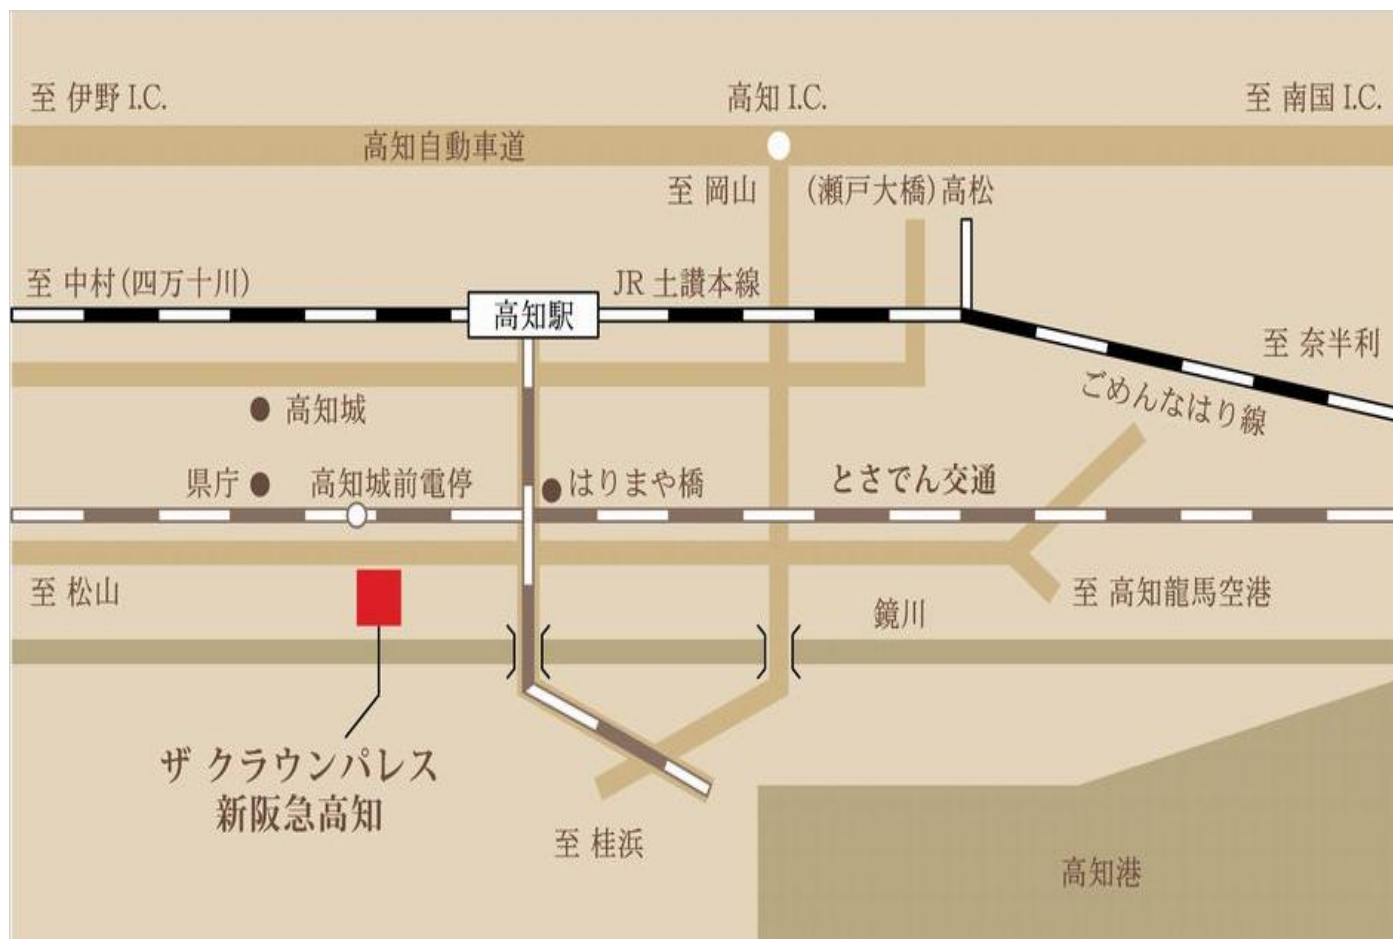 至 伊野 I.C.
高知 I.C.
至 南国 I.C.
高知自動車道
至 岡山
(瀬戸大橋)高松
至 中村(四万十川)
JR 土讃本線
高知駅
至 奈半利
ごめんなはり線
高知城
県庁
高知城前電停
はりまや橋
とさでん交通
至 松山
至 高知龍馬空港
鏡川
ザ クラウンパレス
新阪急高知
至 桂浜
高知港